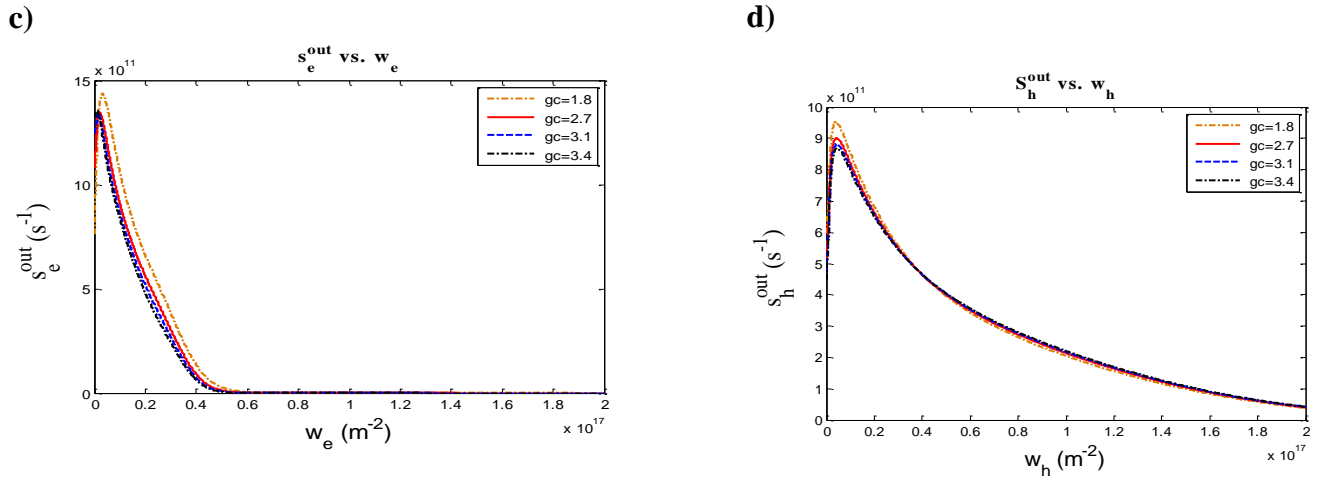 c)
s_e^out vs. w_e
x 10^11
15
10
5
0
s_e^out (s^-1)
gc=1.8
gc=2.7
gc=3.1
gc=3.4
0 0.2 0.4 0.6 0.8 1 1.2 1.4 1.6 1.8 2
x 10^17
w_e (m^-2)
d)
S_h^out vs. w_h
x 10^11
10
9
8
7
6
5
4
3
2
1
0
s_h^out (s^-1)
gc=1.8
gc=2.7
gc=3.1
gc=3.4
0 0.2 0.4 0.6 0.8 1 1.2 1.4 1.6 1.8 2
x 10^17
w_h (m^-2)